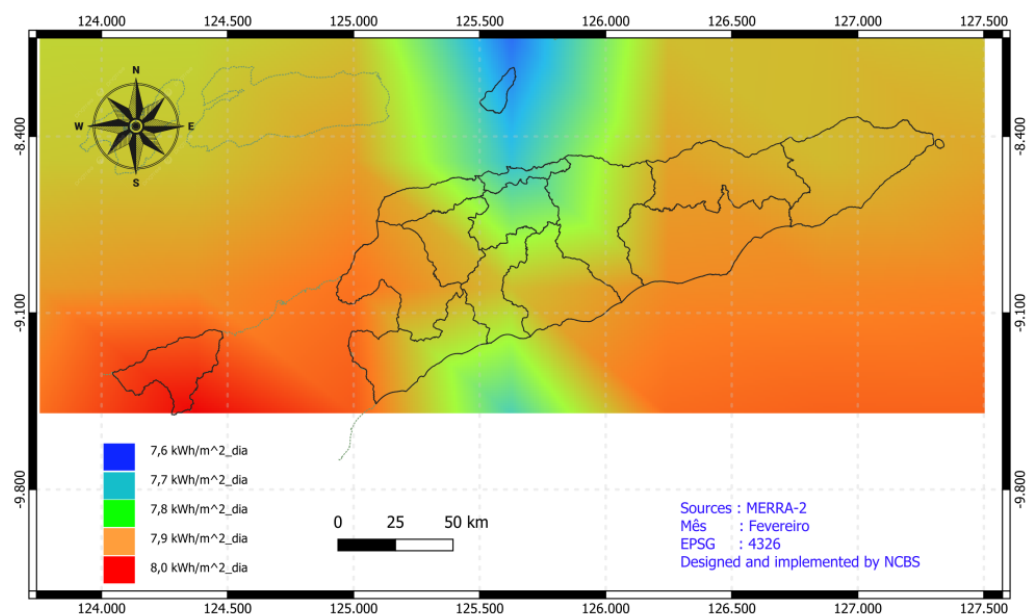 124.000 124.500 125.000 125.500 126.000 126.500 127.000 127.500
N
W E
S
-8.400 -8.400
-9.100 -9.100
-9.800 -9.800
7,6 kWh/m^2_dia
7,7 kWh/m^2_dia
7,8 kWh/m^2_dia
7,9 kWh/m^2_dia
8,0 kWh/m^2_dia
0 25 50 km
Sources : MERRA-2
Mês : Fevereiro
EPSG : 4326
Designed and implemented by NCBS
124.000 124.500 125.000 125.500 126.000 126.500 127.000 127.500